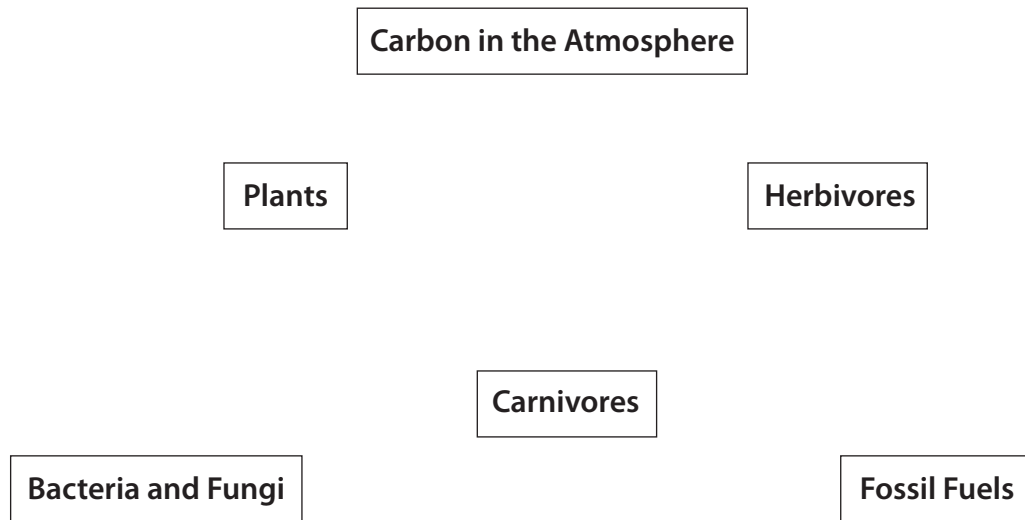 Carbon in the Atmosphere
Plants
Herbivores
Carnivores
Bacteria and Fungi
Fossil Fuels